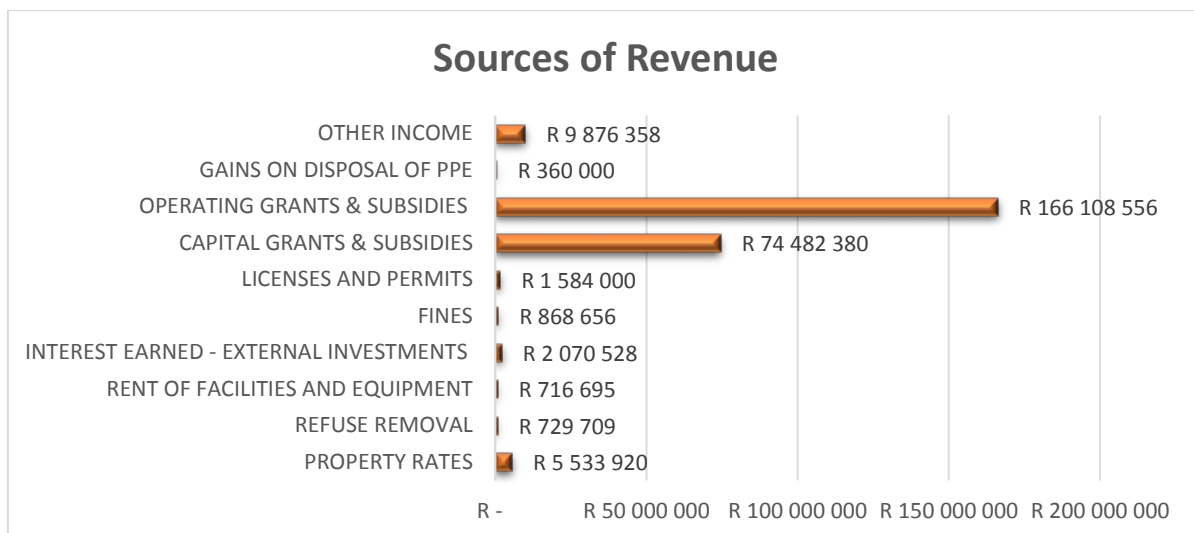 Sources of Revenue
OTHER INCOME R 9 876 358
GAINS ON DISPOSAL OF PPE R 360 000
OPERATING GRANTS & SUBSIDIES R 166 108 556
CAPITAL GRANTS & SUBSIDIES R 74 482 380
LICENSES AND PERMITS R 1 584 000
FINES R 868 656
INTEREST EARNED - EXTERNAL INVESTMENTS R 2 070 528
RENT OF FACILITIES AND EQUIPMENT R 716 695
REFUSE REMOVAL R 729 709
PROPERTY RATES R 5 533 920
R - R 50 000 000 R 100 000 000 R 150 000 000 R 200 000 000